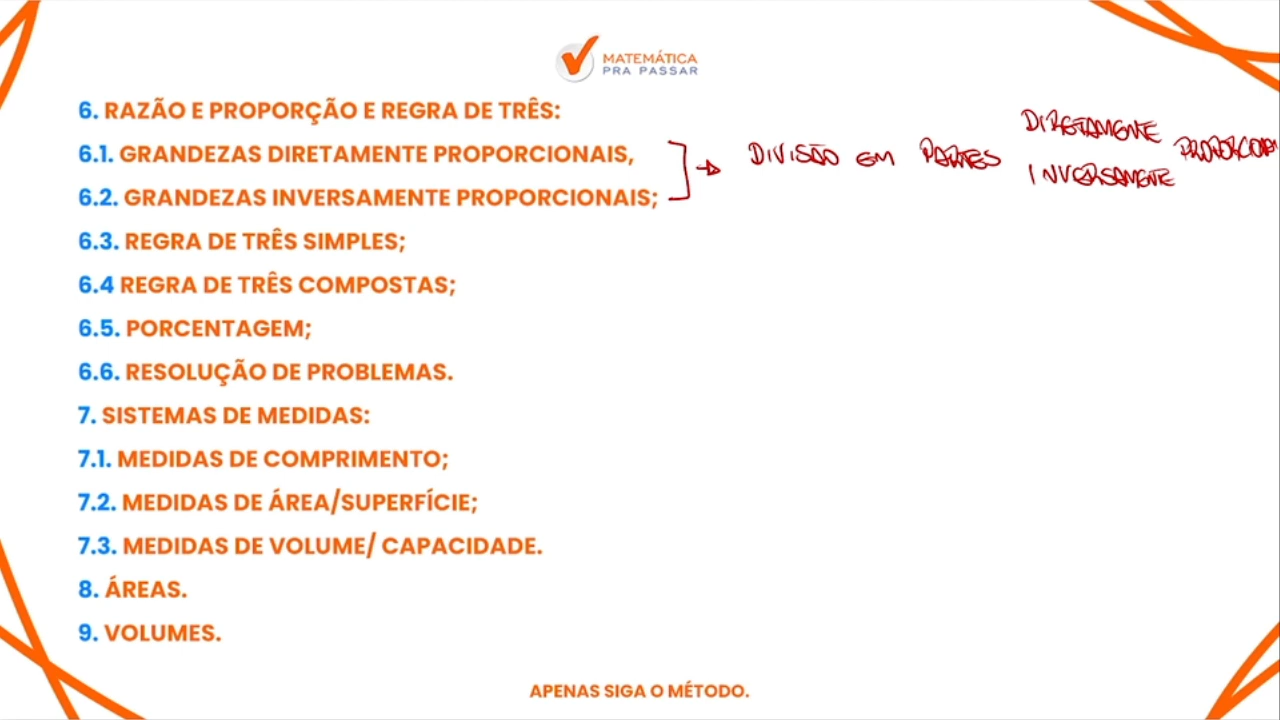 MATEMÁTICA
PRA PASSAR
6. RAZÃO E PROPORÇÃO E REGRA DE TRÊS:
6.1. GRANDEZAS DIRETAMENTE PROPORCIONAIS,
6.2. GRANDEZAS INVERSAMENTE PROPORCIONAIS;
DIVISÃO EM PARTES
DIRETAMENTE
INVERSAMENTE
6.3. REGRA DE TRÊS SIMPLES;
6.4 REGRA DE TRÊS COMPOSTAS;
6.5. PORCENTAGEM;
6.6. RESOLUÇÃO DE PROBLEMAS.
7. SISTEMAS DE MEDIDAS:
7.1. MEDIDAS DE COMPRIMENTO;
7.2. MEDIDAS DE ÁREA/SUPERFÍCIE;
7.3. MEDIDAS DE VOLUME/ CAPACIDADE.
8. ÁREAS.
9. VOLUMES.
APENAS SIGA O MÉTODO.